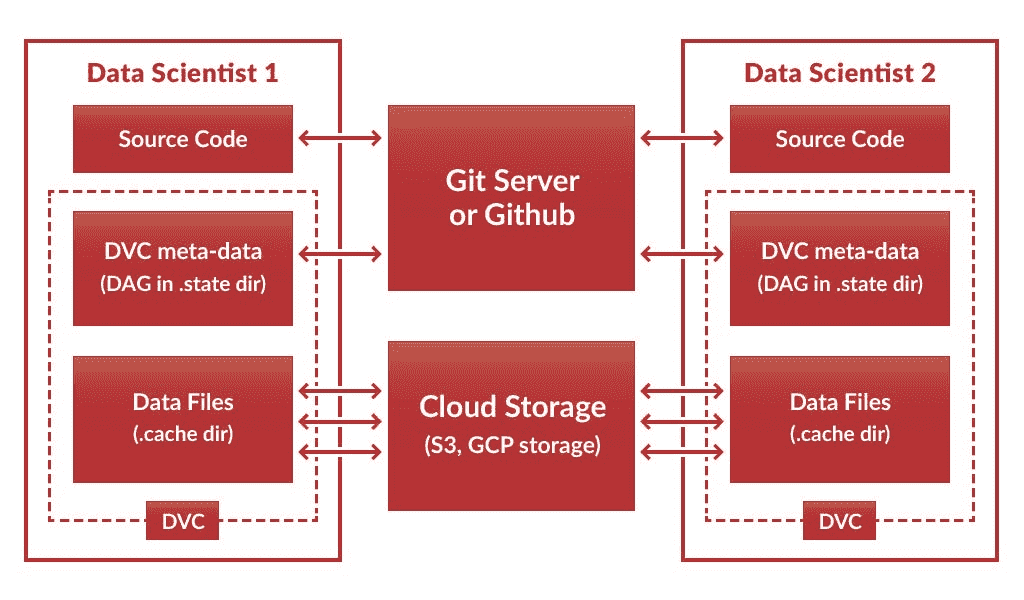 Data Scientist 1
Source Code
DVC meta-data
(DAG in .state dir)
Data Files
(.cache dir)
DVC
Git Server
or Github
Cloud Storage
(S3, GCP storage)
Data Scientist 2
Source Code
DVC meta-data
(DAG in .state dir)
Data Files
(.cache dir)
DVC